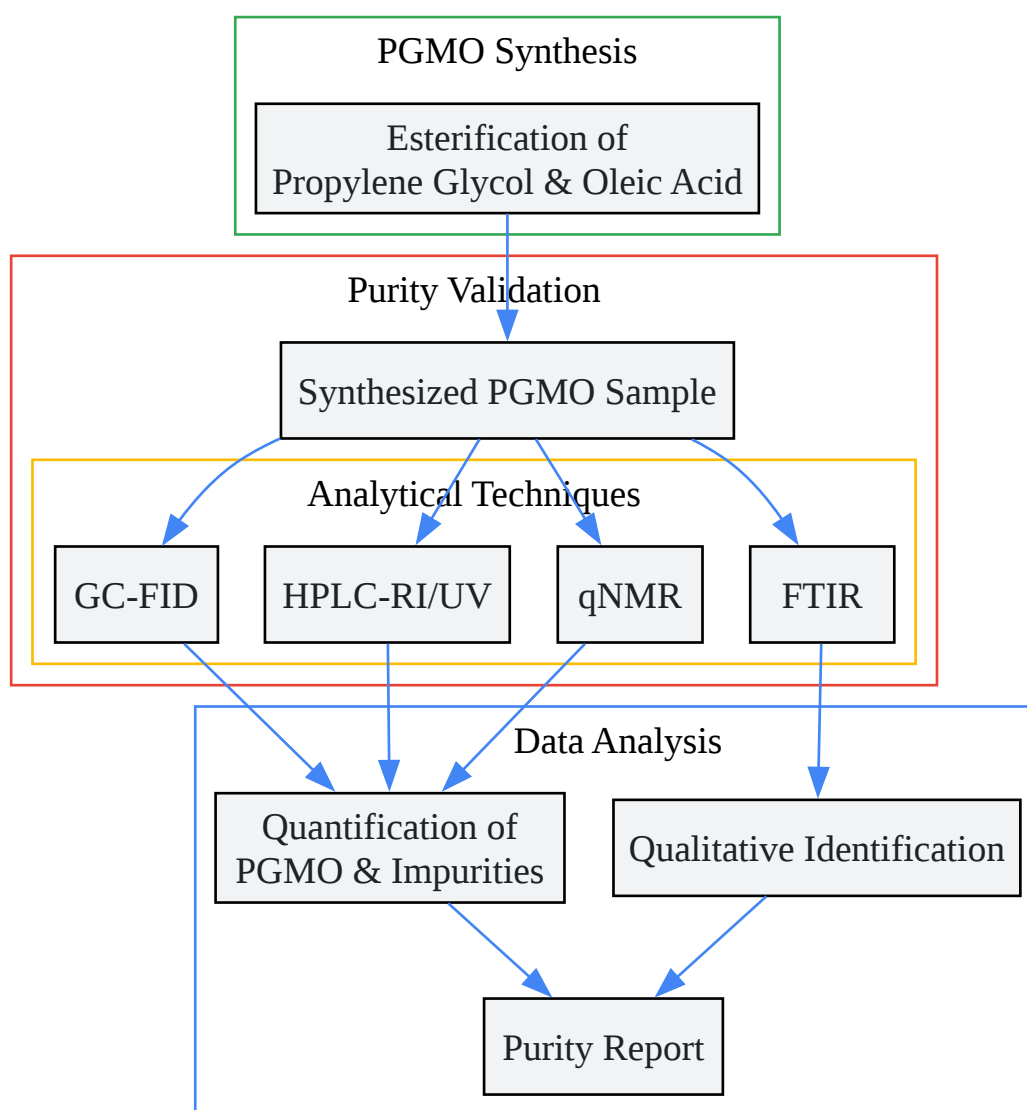 PGMO Synthesis
Esterification of
Propylene Glycol & Oleic Acid
Purity Validation
Synthesized PGMO Sample
Analytical Techniques
GC-FID
HPLC-RI/UV
qNMR
FTIR
Data Analysis
Quantification of
PGMO & Impurities
Qualitative Identification
Purity Report